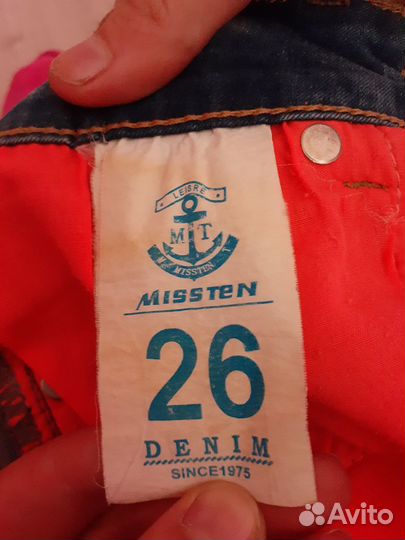 LEISRE
M T
M MISSTEN T
MISSTEN
26
DENIM
SINCE1975
Avito